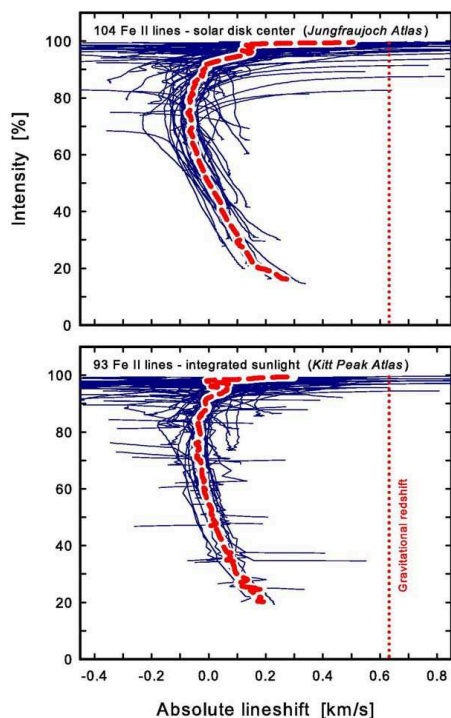 104 Fe II lines - solar disk center (Jungfraujoch Atlas)
100
80
60
40
20
0
Intensity [%]
93 Fe II lines - integrated sunlight (Kitt Peak Atlas)
100
80
60
40
20
0
Gravitational redshift
-0.4 -0.2 0.0 0.2 0.4 0.6 0.8
Absolute lineshift [km/s]